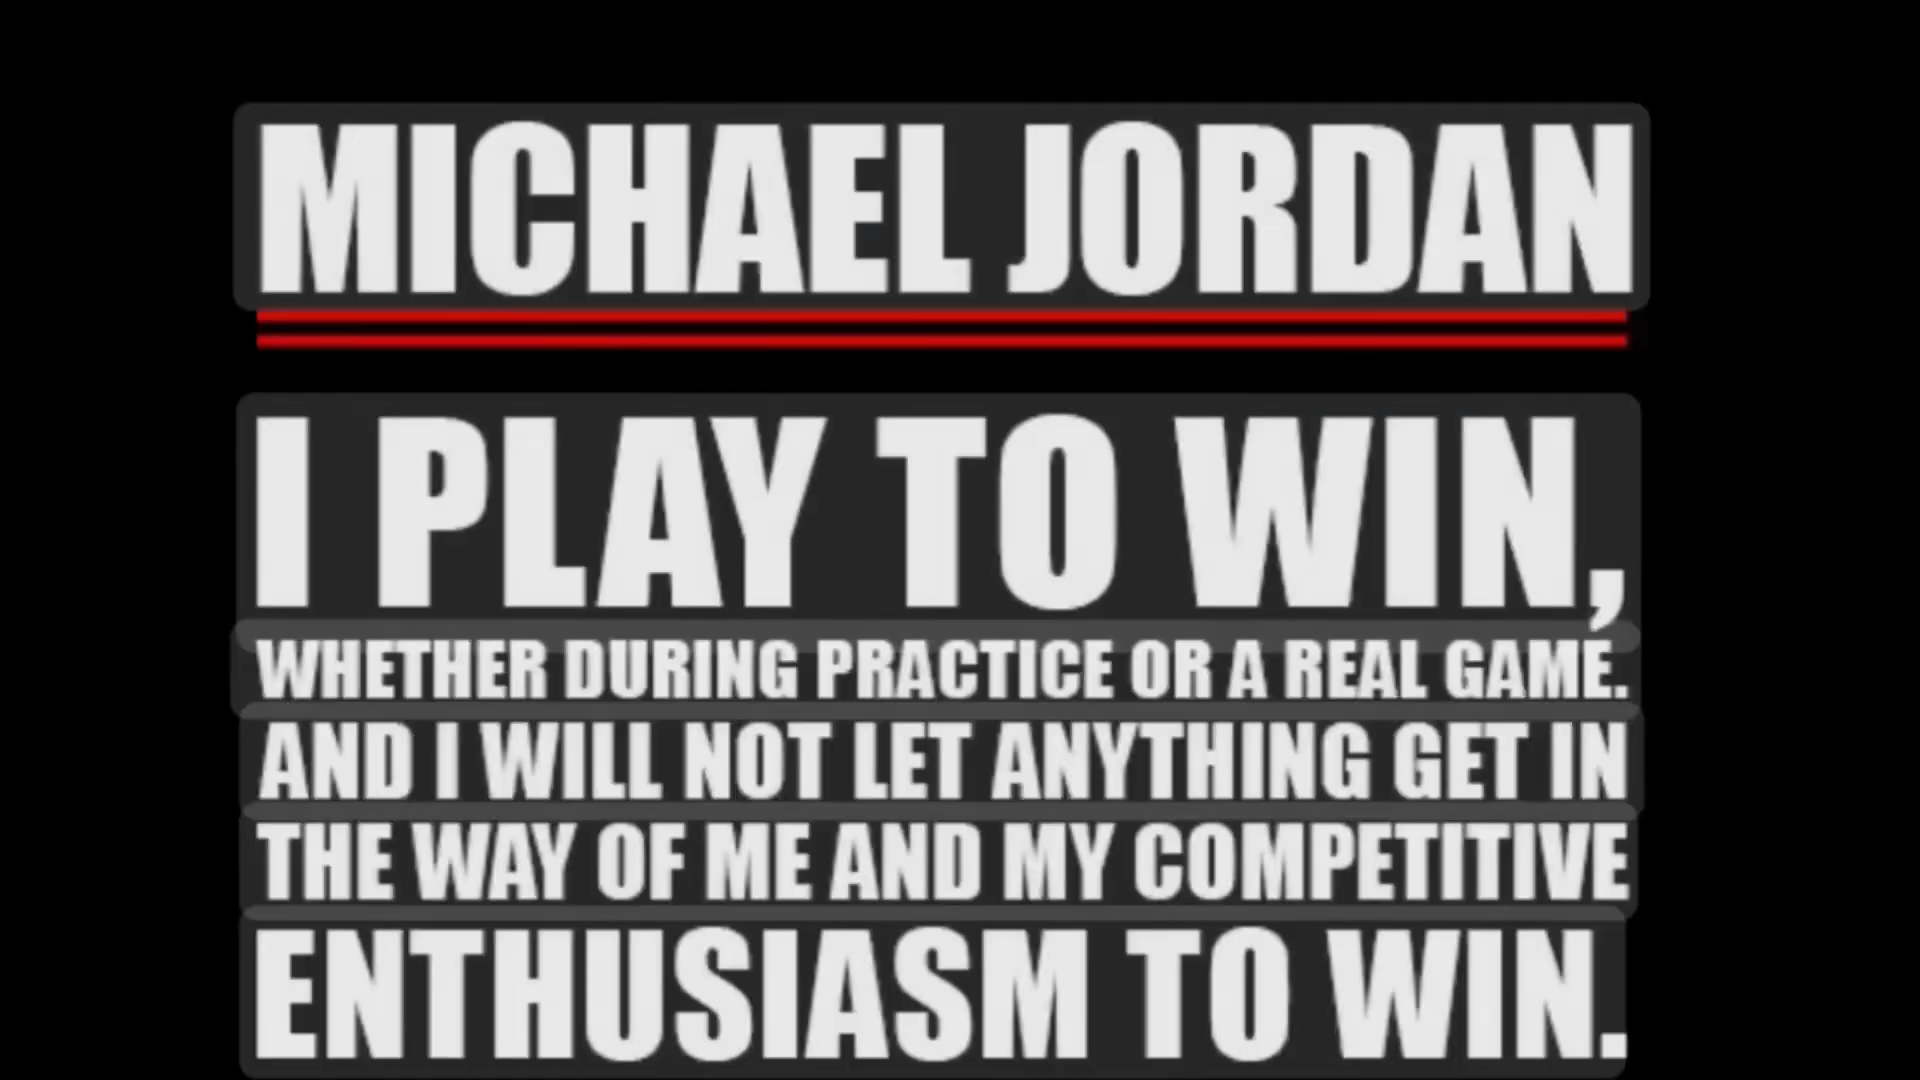 MICHAEL JORDAN
I PLAY TO WIN,
WHETHER DURING PRACTICE OR A REAL GAME.
AND I WILL NOT LET ANYTHING GET IN
THE WAY OF ME AND MY COMPETITIVE
ENTHUSIASM TO WIN.